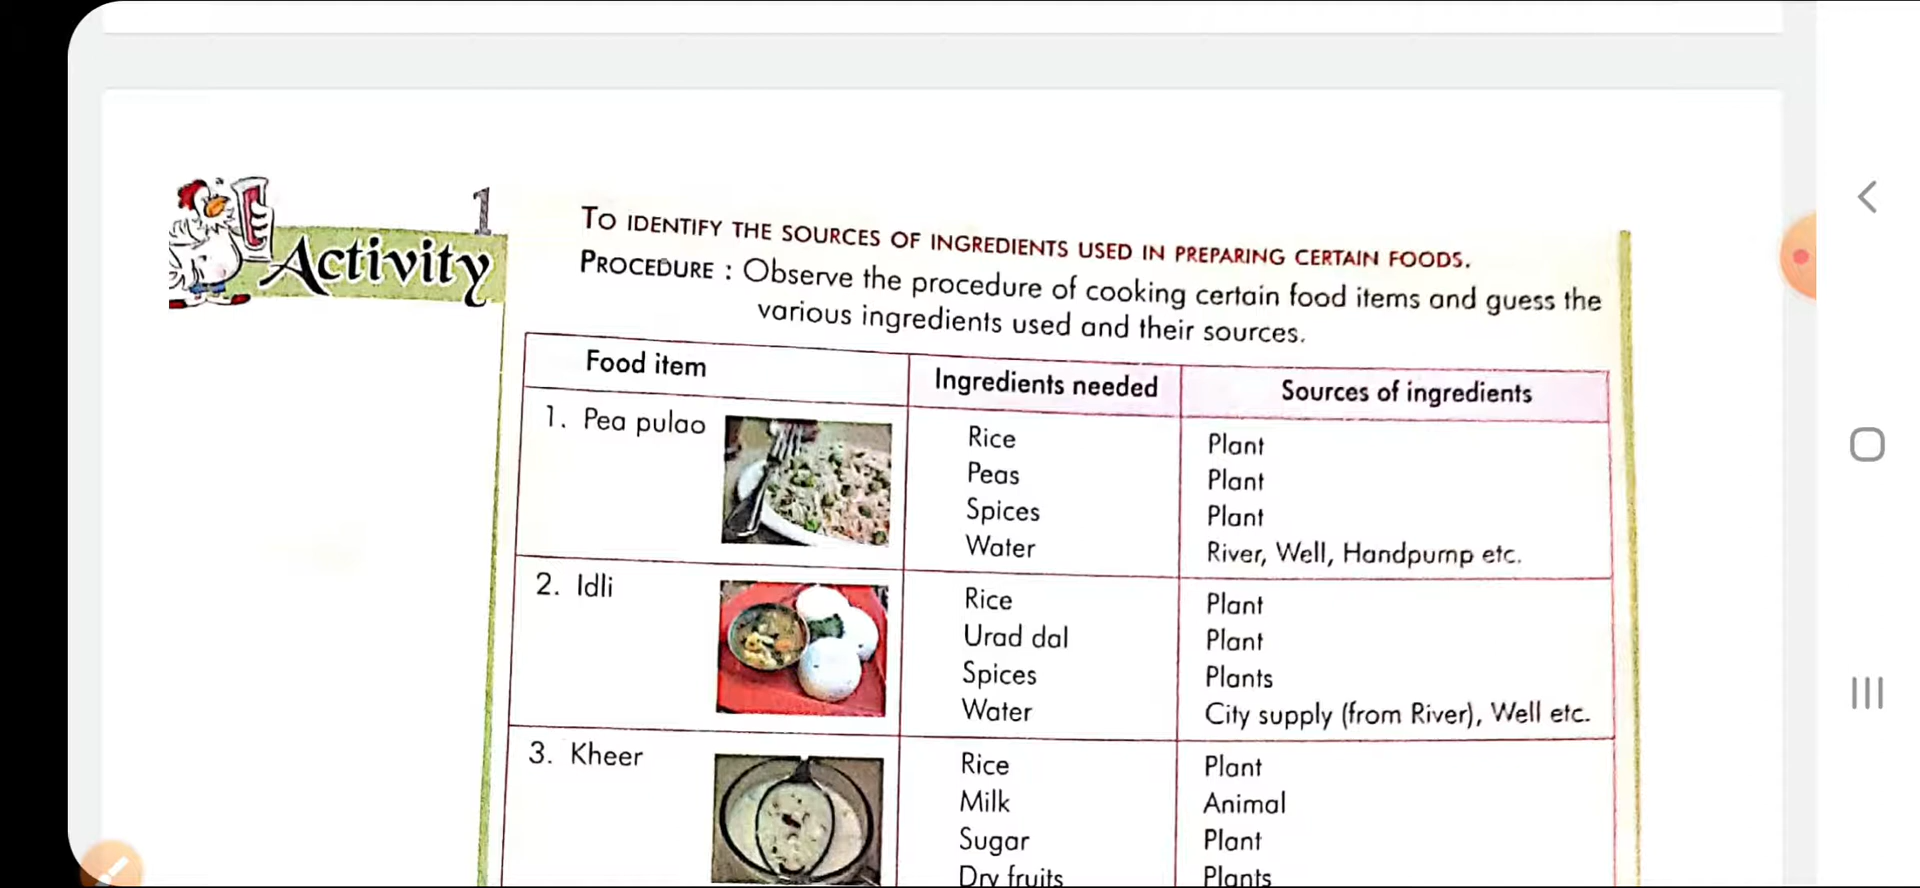 1
Activity
TO IDENTIFY THE SOURCES OF INGREDIENTS USED IN PREPARING CERTAIN FOODS.
PROCEDURE : Observe the procedure of cooking certain food items and guess the
various ingredients used and their sources.
Food item Ingredients needed Sources of ingredients
1. Pea pulao Rice Plant
Peas Plant
Spices Plant
Water River, Well, Handpump etc.
2. Idli Rice Plant
Urad dal Plant
Spices Plants
Water City supply (from River), Well etc.
3. Kheer Rice Plant
Milk Animal
Sugar Plant
Dry fruits Plants